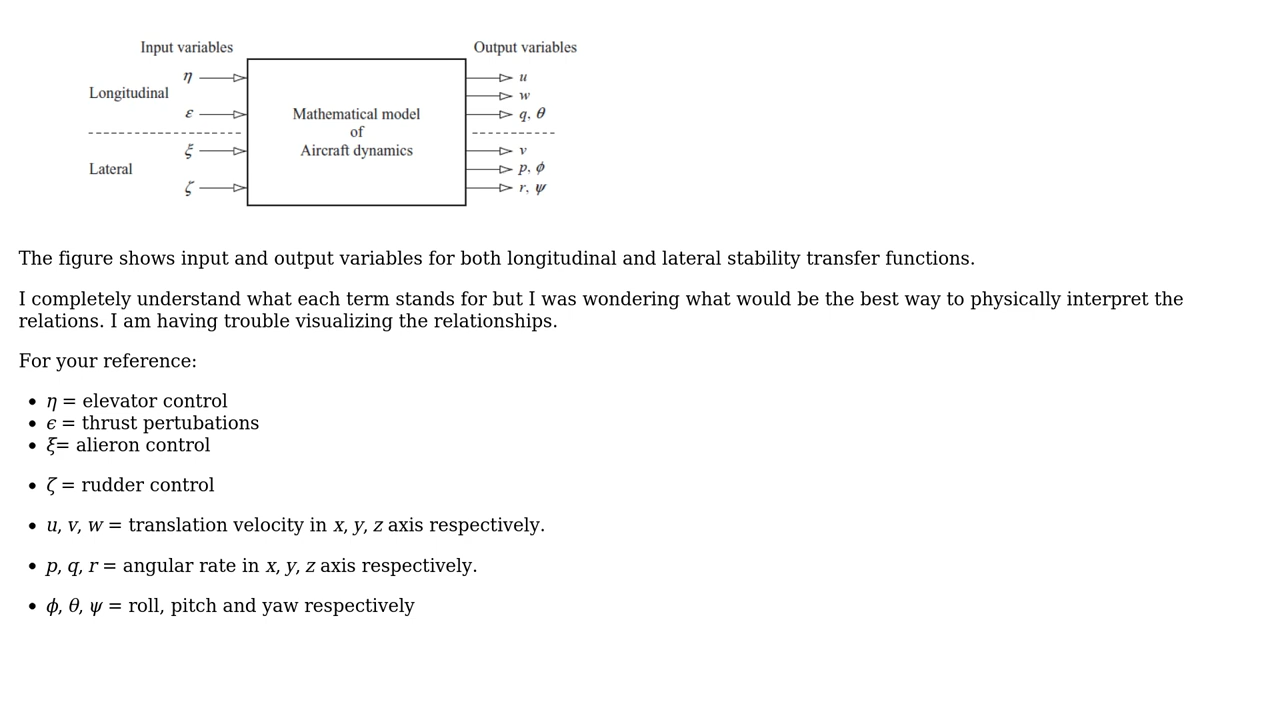 Input variables
Output variables
Longitudinal
η
ε
Lateral
ξ
ζ
Mathematical model
of
Aircraft dynamics
u
w
q, θ
v
p, ϕ
r, ψ
The figure shows input and output variables for both longitudinal and lateral stability transfer functions.
I completely understand what each term stands for but I was wondering what would be the best way to physically interpret the
relations. I am having trouble visualizing the relationships.
For your reference:
• η = elevator control
• ϵ = thrust pertubations
• ξ= alieron control
• ζ = rudder control
• u, v, w = translation velocity in x, y, z axis respectively.
• p, q, r = angular rate in x, y, z axis respectively.
• ϕ, θ, ψ = roll, pitch and yaw respectively